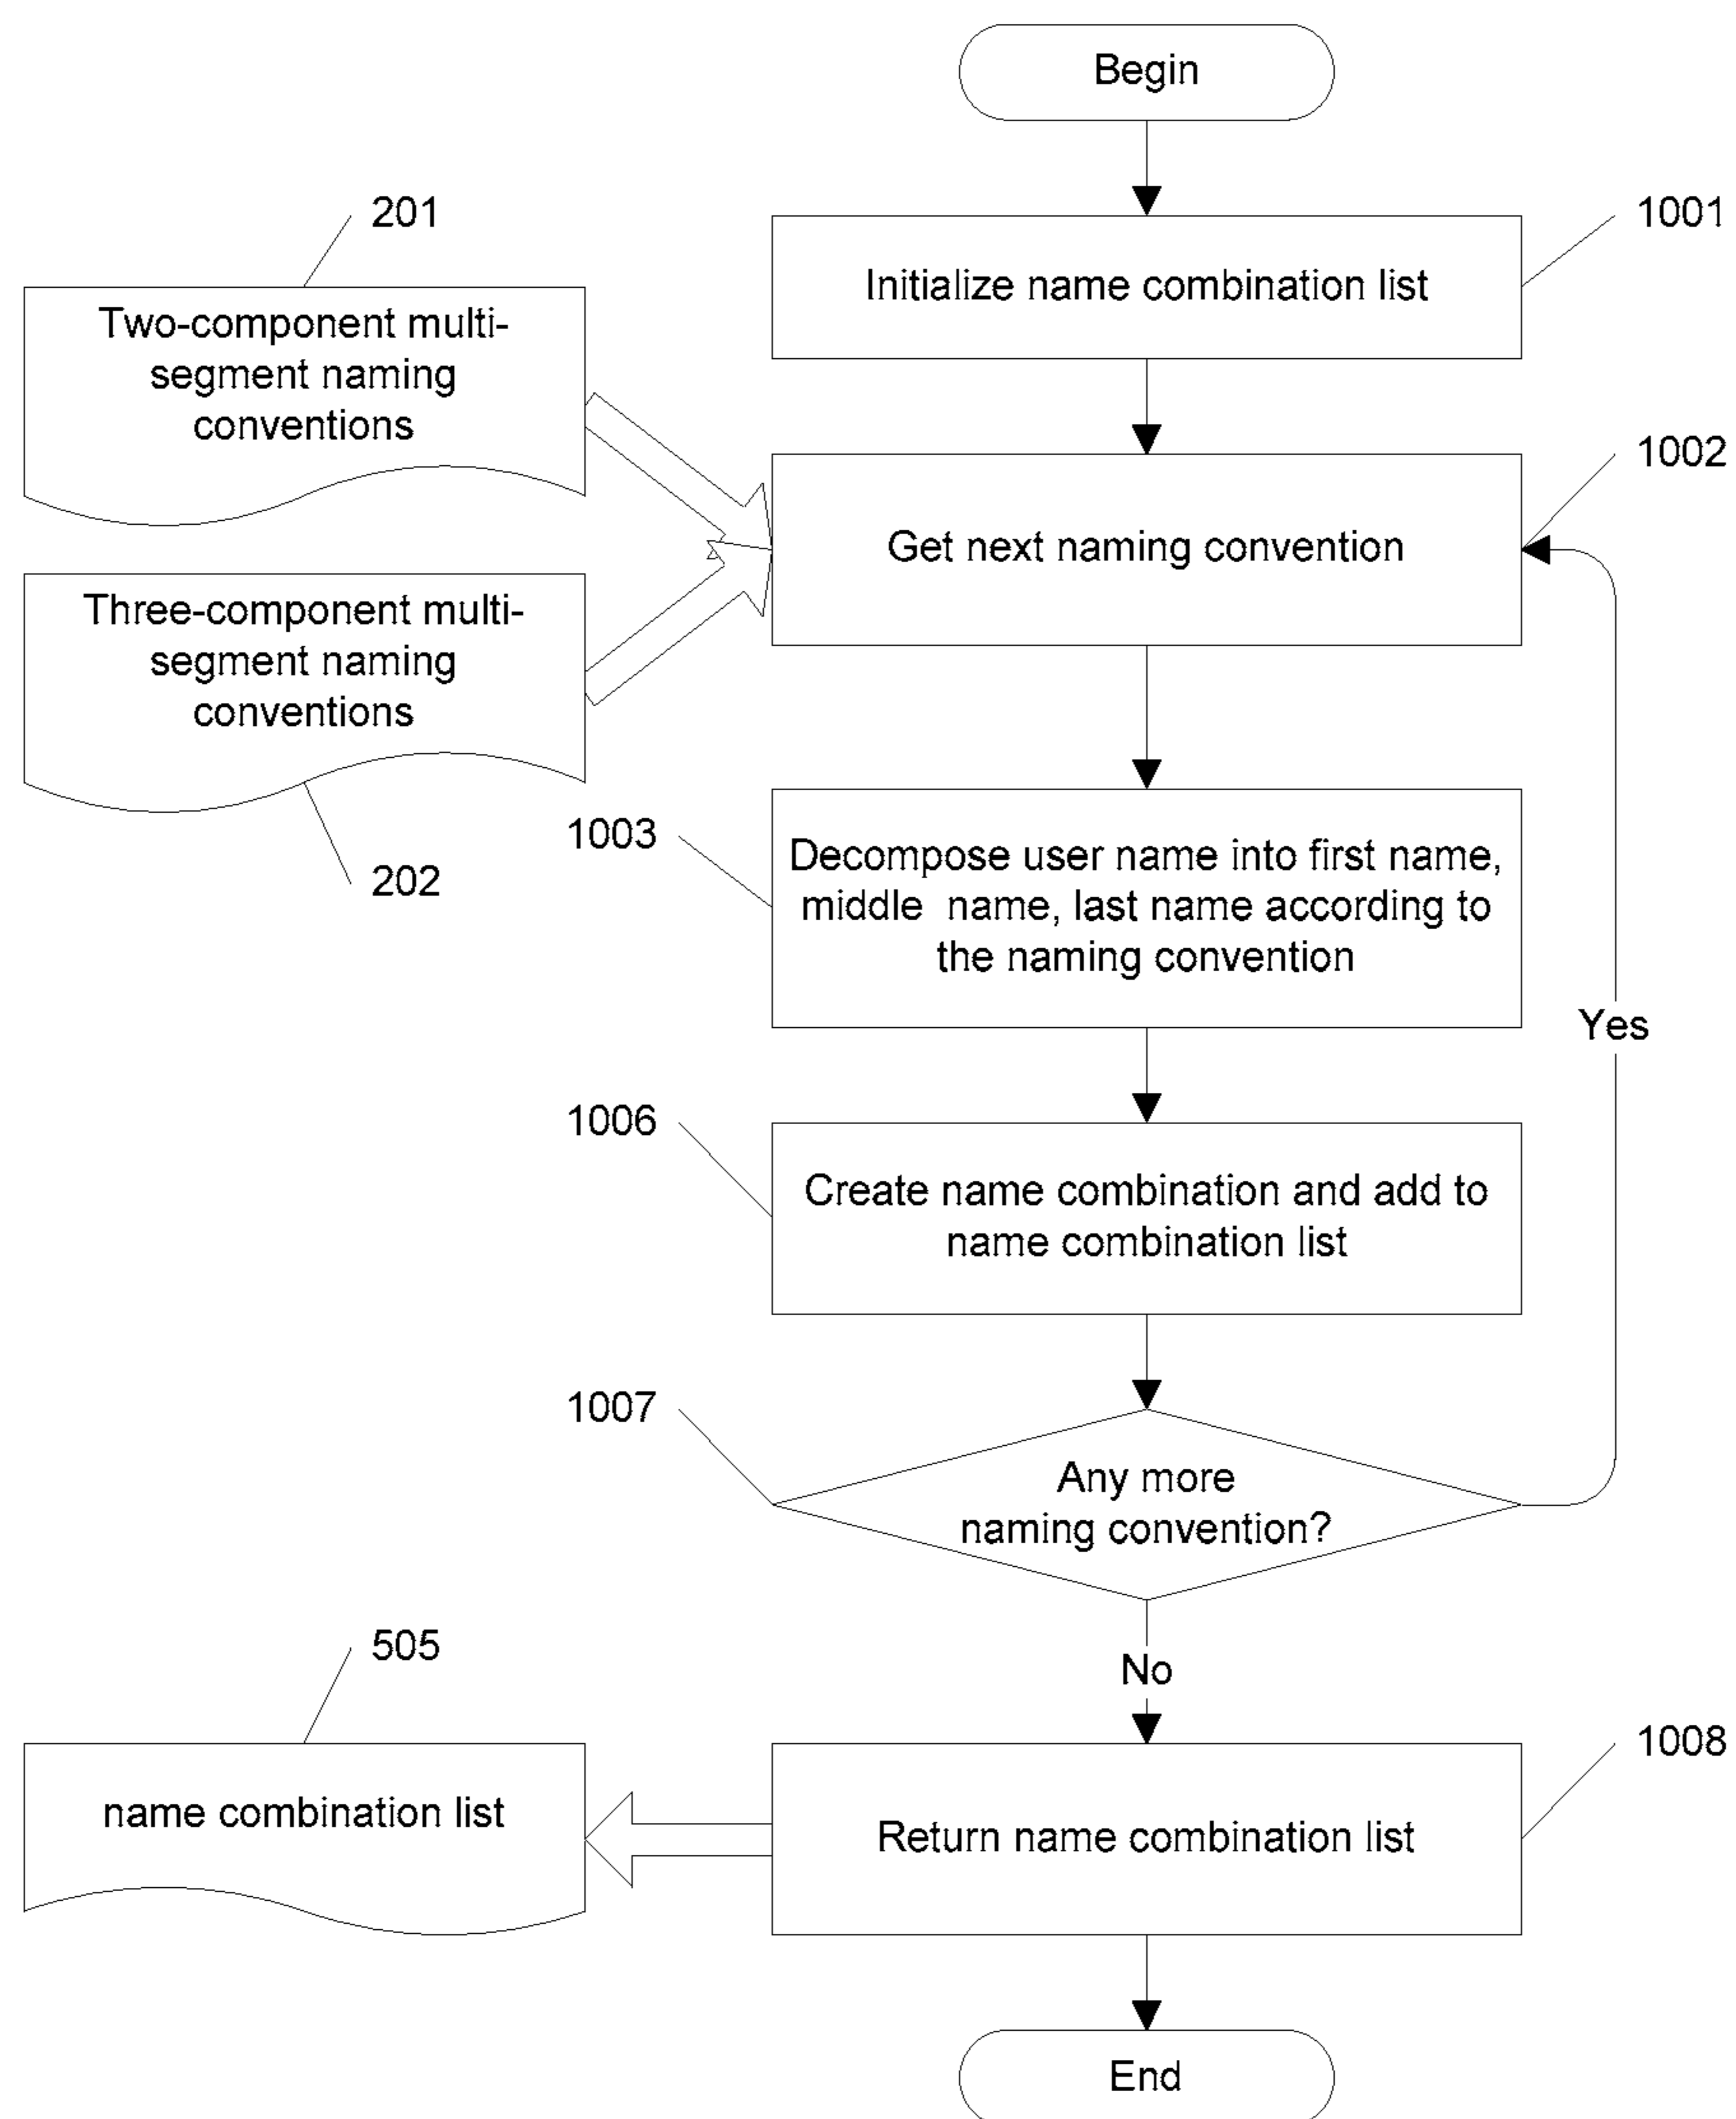 Begin
201
1001
Initialize name combination list
Two-component multi-
segment naming
conventions
1002
Get next naming convention
Three-component multi-
segment naming
conventions
202
1003
Decompose user name into first name,
middle name, last name according to
the naming convention
Yes
1006
Create name combination and add to
name combination list
1007
Any more
naming convention?
No
505
1008
name combination list
Return name combination list
End